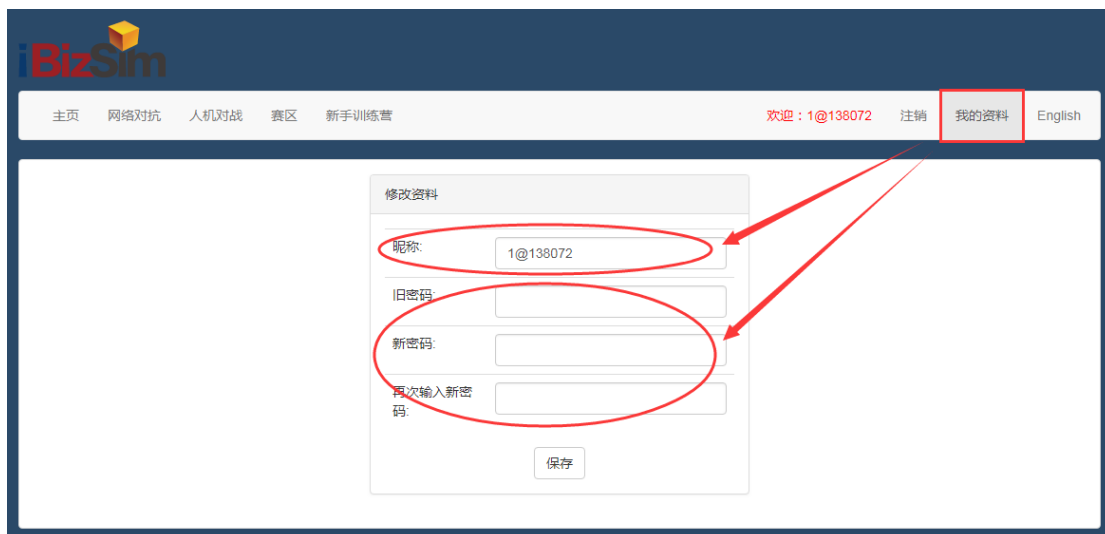 iBizSim
主页 网络对抗 人机对战 赛区 新手训练营 欢迎：1@138072 注销 我的资料 English
修改资料
昵称: 1@138072
旧密码:
新密码:
再次输入新密
码:
保存